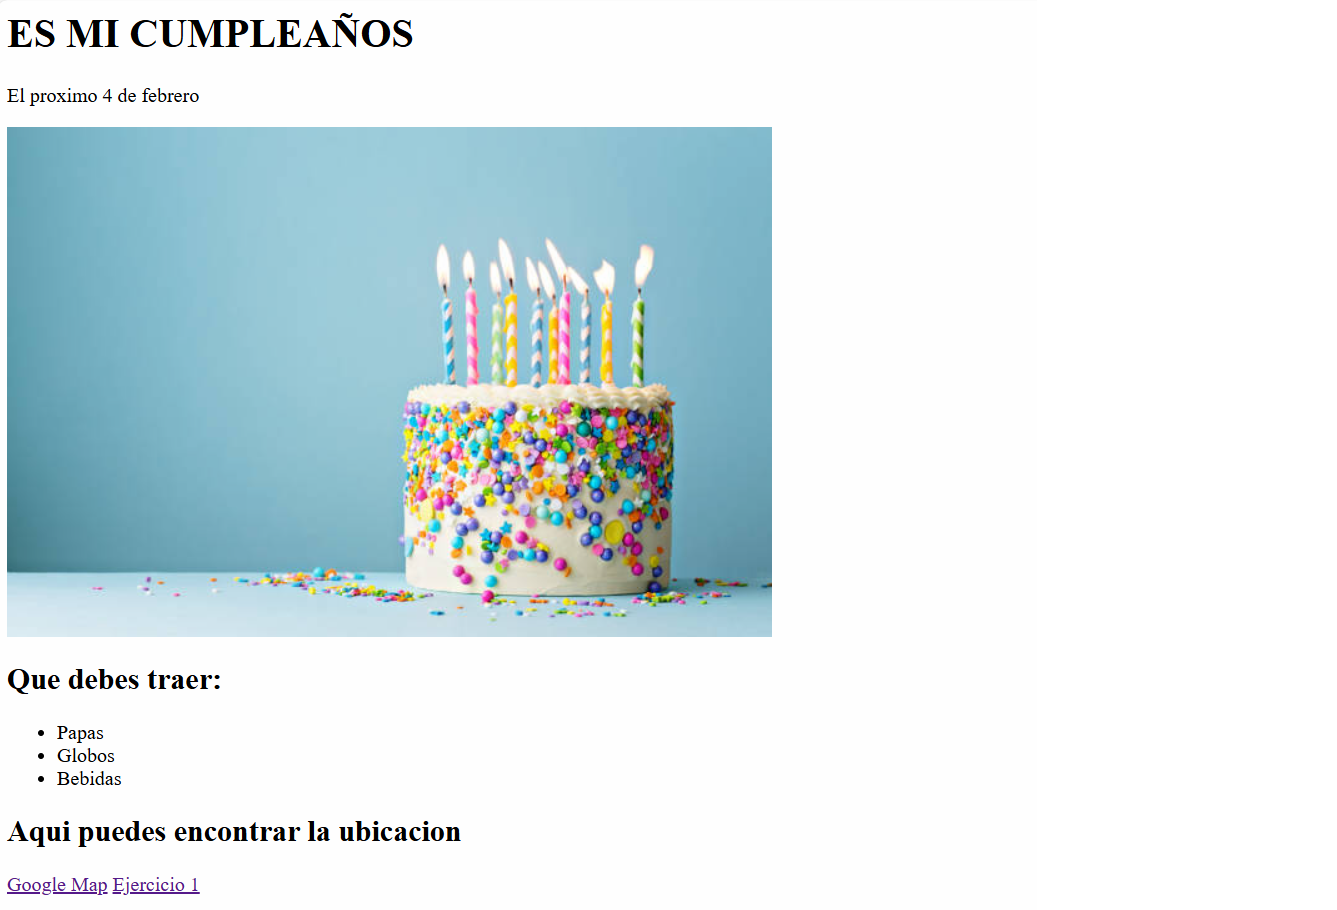 ES MI CUMPLEAÑOS
El proximo 4 de febrero
Que debes traer:
Papas
Globos
Bebidas
Aqui puedes encontrar la ubicacion
Google Map Ejercicio 1